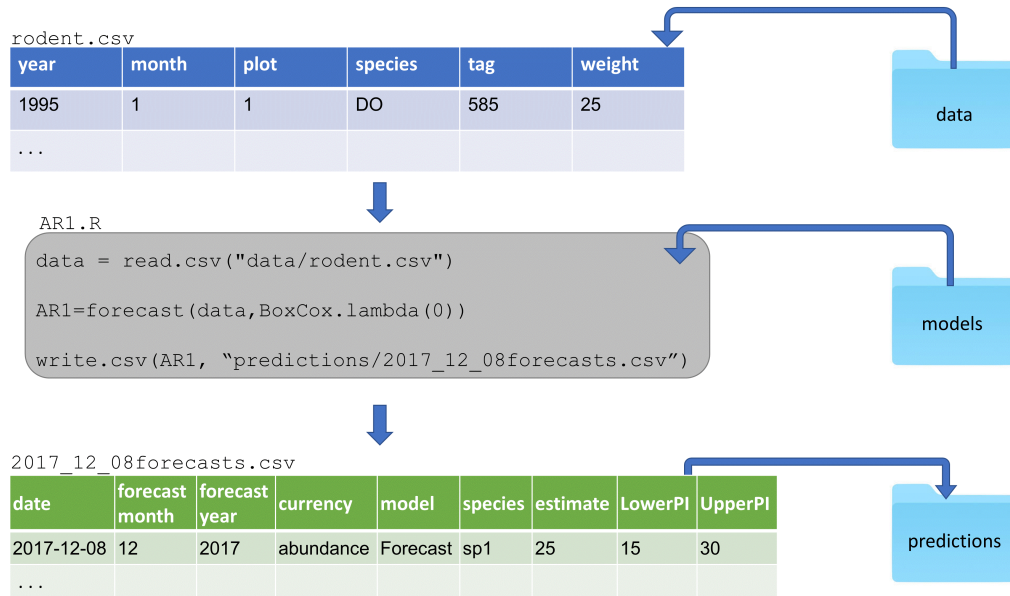 rodent.csv
year month plot species tag weight
1995 1 1 DO 585 25
...
data
AR1.R
data = read.csv("data/rodent.csv")
AR1=forecast(data,BoxCox.lambda(0))
write.csv(AR1, “predictions/2017_12_08forecasts.csv”)
models
2017_12_08forecasts.csv
date forecast month forecast year currency model species estimate LowerPI UpperPI
2017-12-08 12 2017 abundance Forecast sp1 25 15 30
...
predictions